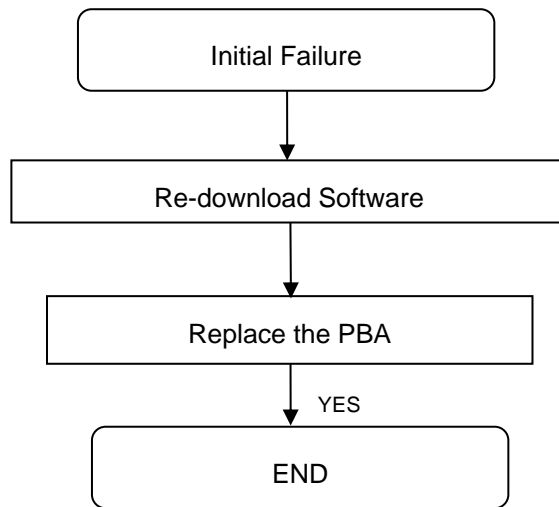 Initial Failure
Re-download Software
Replace the PBA
YES
END